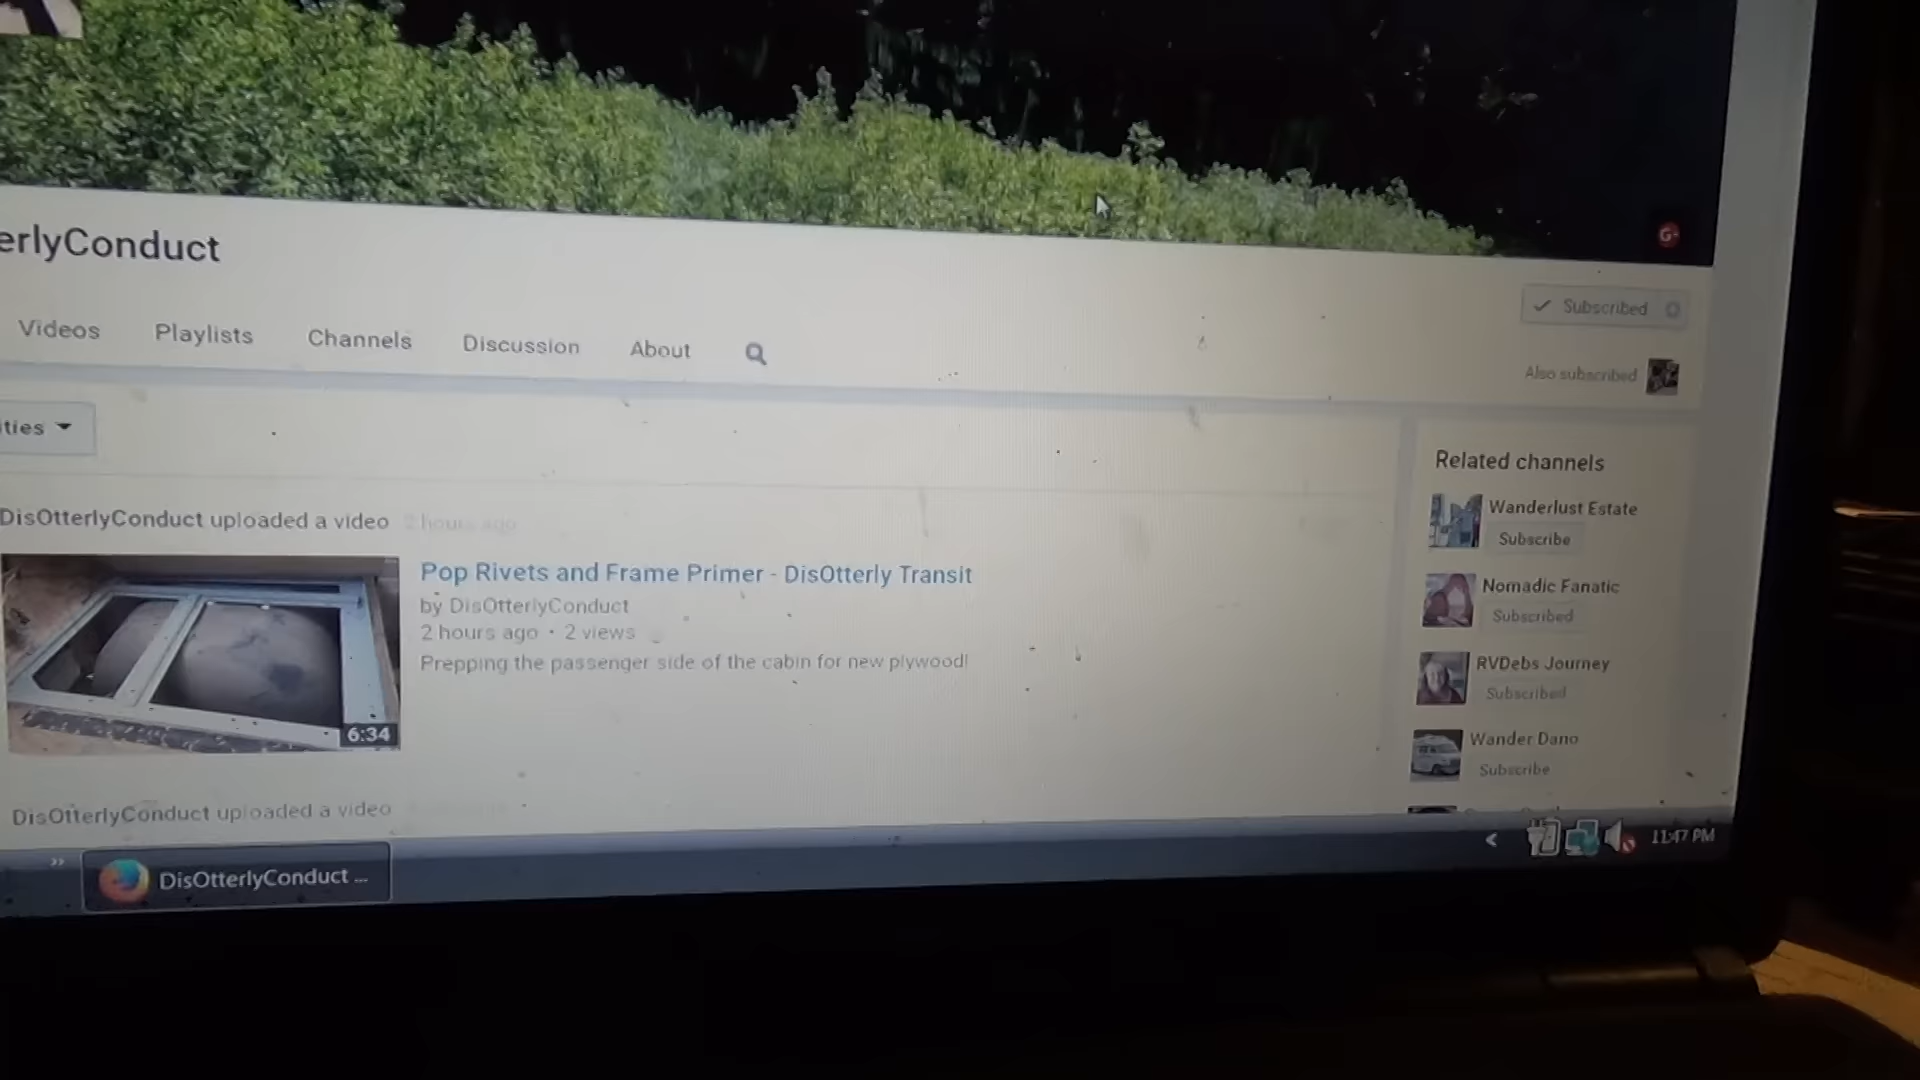 erlyConduct
Subscribed
Videos Playlists Channels Discussion About
Also subscribed
ities
Related channels
DisOtterlyConduct uploaded a video 2 hours ago
Wanderlust Estate
Subscribe
Pop Rivets and Frame Primer - DisOtterly Transit
by DisOtterlyConduct
2 hours ago · 2 views
Prepping the passenger side of the cabin for new plywood!
6:34
Nomadic Fanatic
Subscribed
RVDebs Journey
Subscribed
Wander Dano
Subscribe
DisOtterlyConduct uploaded a video
DisOtterlyConduct ...
11:47 PM